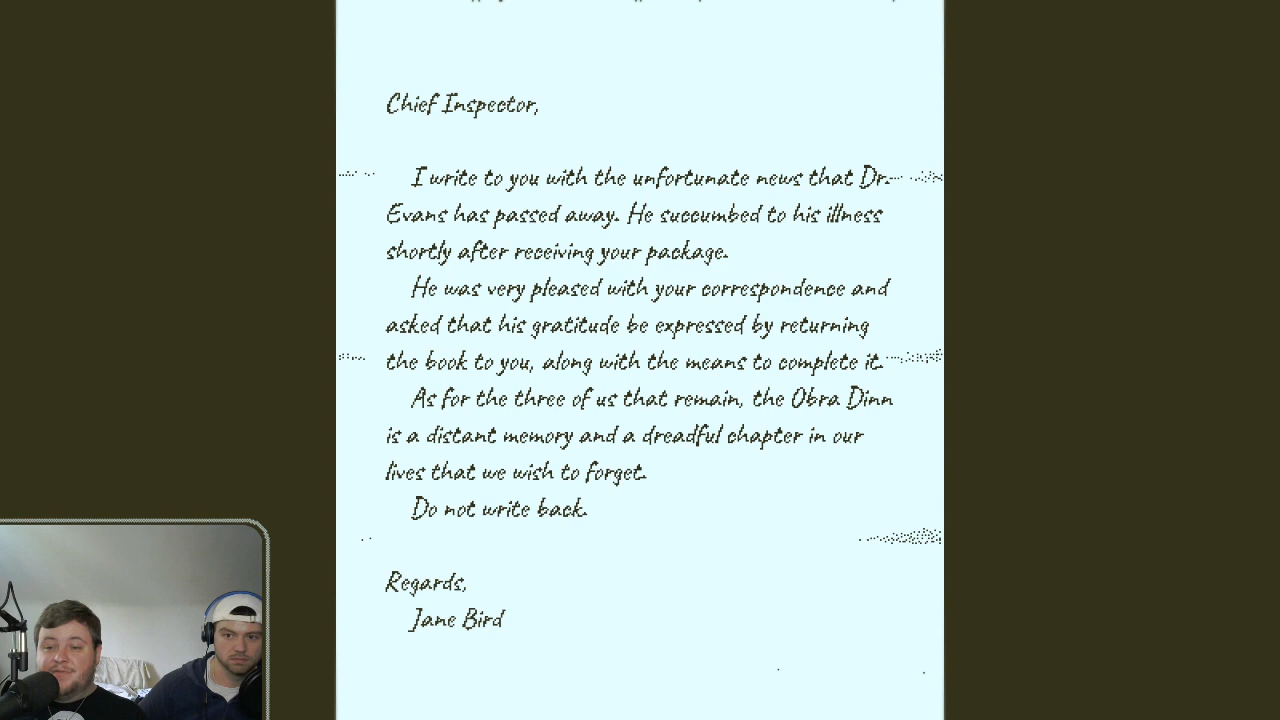 Chief Inspector,
I write to you with the unfortunate news that Dr.
Evans has passed away. He succumbed to his illness
shortly after receiving your package.
He was very pleased with your correspondence and
asked that his gratitude be expressed by returning
the book to you, along with the means to complete it.
As for the three of us that remain, the Obra Dinn
is a distant memory and a dreadful chapter in our
lives that we wish to forget.
Do not write back.
Regards,
Jane Bird